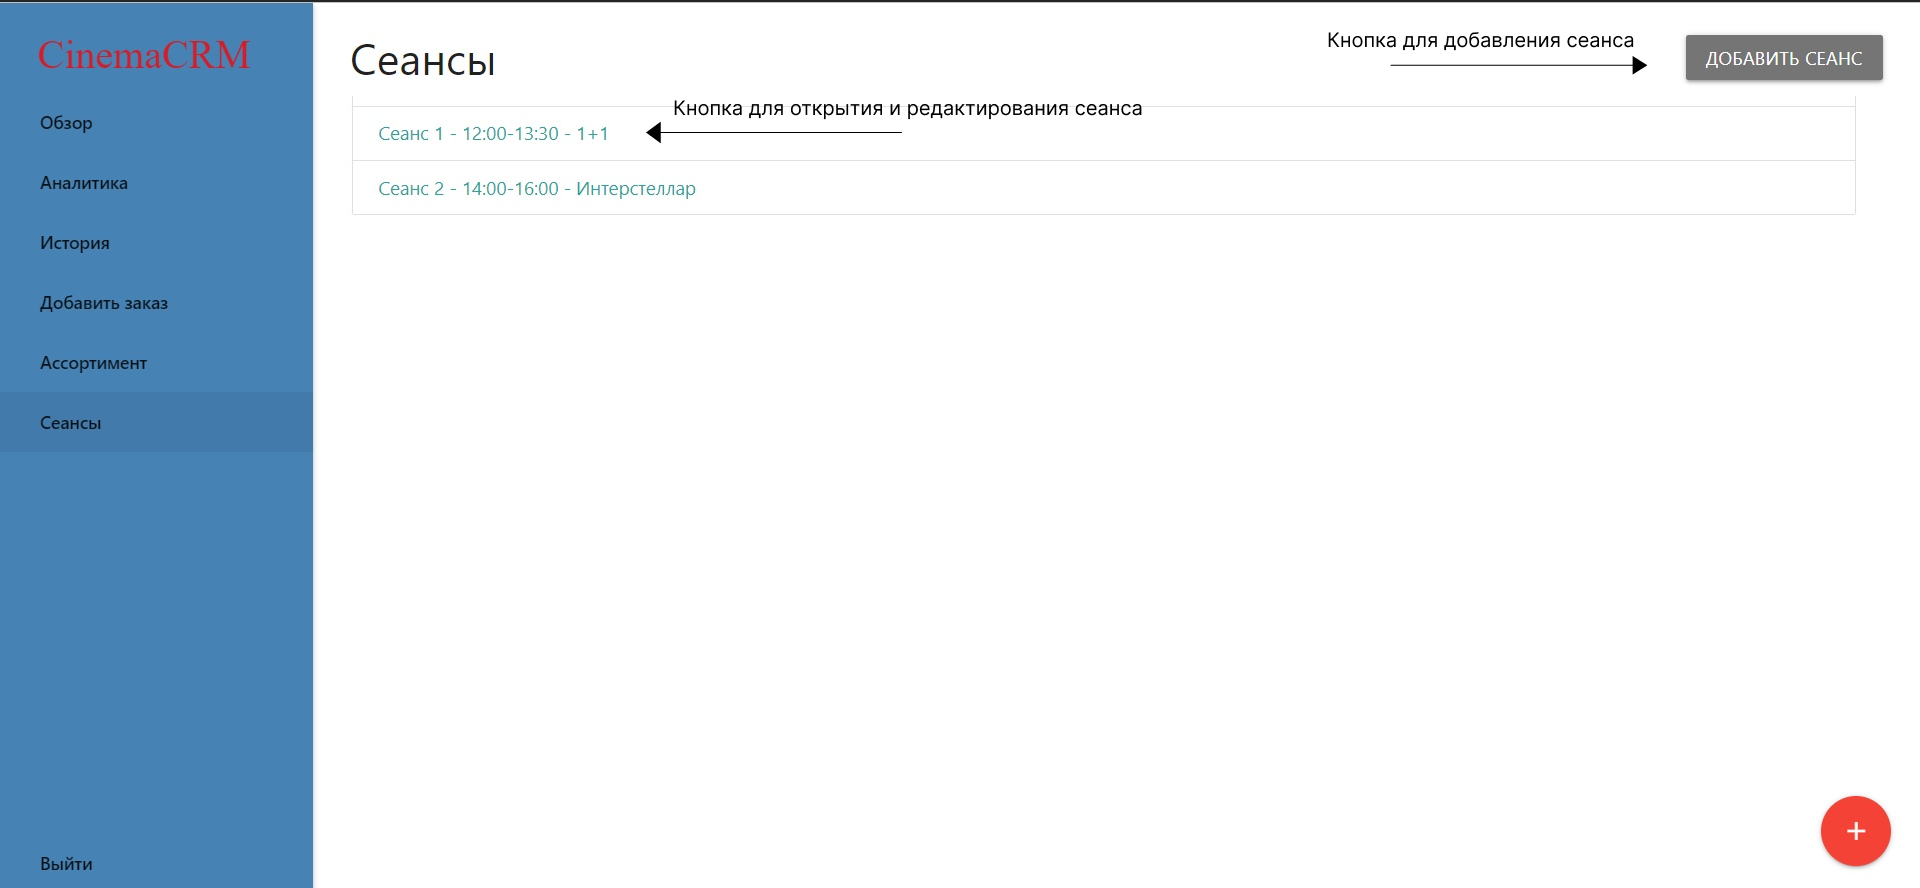 CinemaCRM
Обзор
Аналитика
История
Добавить заказ
Ассортимент
Сеансы
Выйти
Сеансы
Кнопка для добавления сеанса
ДОБАВИТЬ СЕАНС
Кнопка для открытия и редактирования сеанса
Сеанс 1 - 12:00-13:30 - 1+1
Сеанс 2 - 14:00-16:00 - Интерстеллар
+